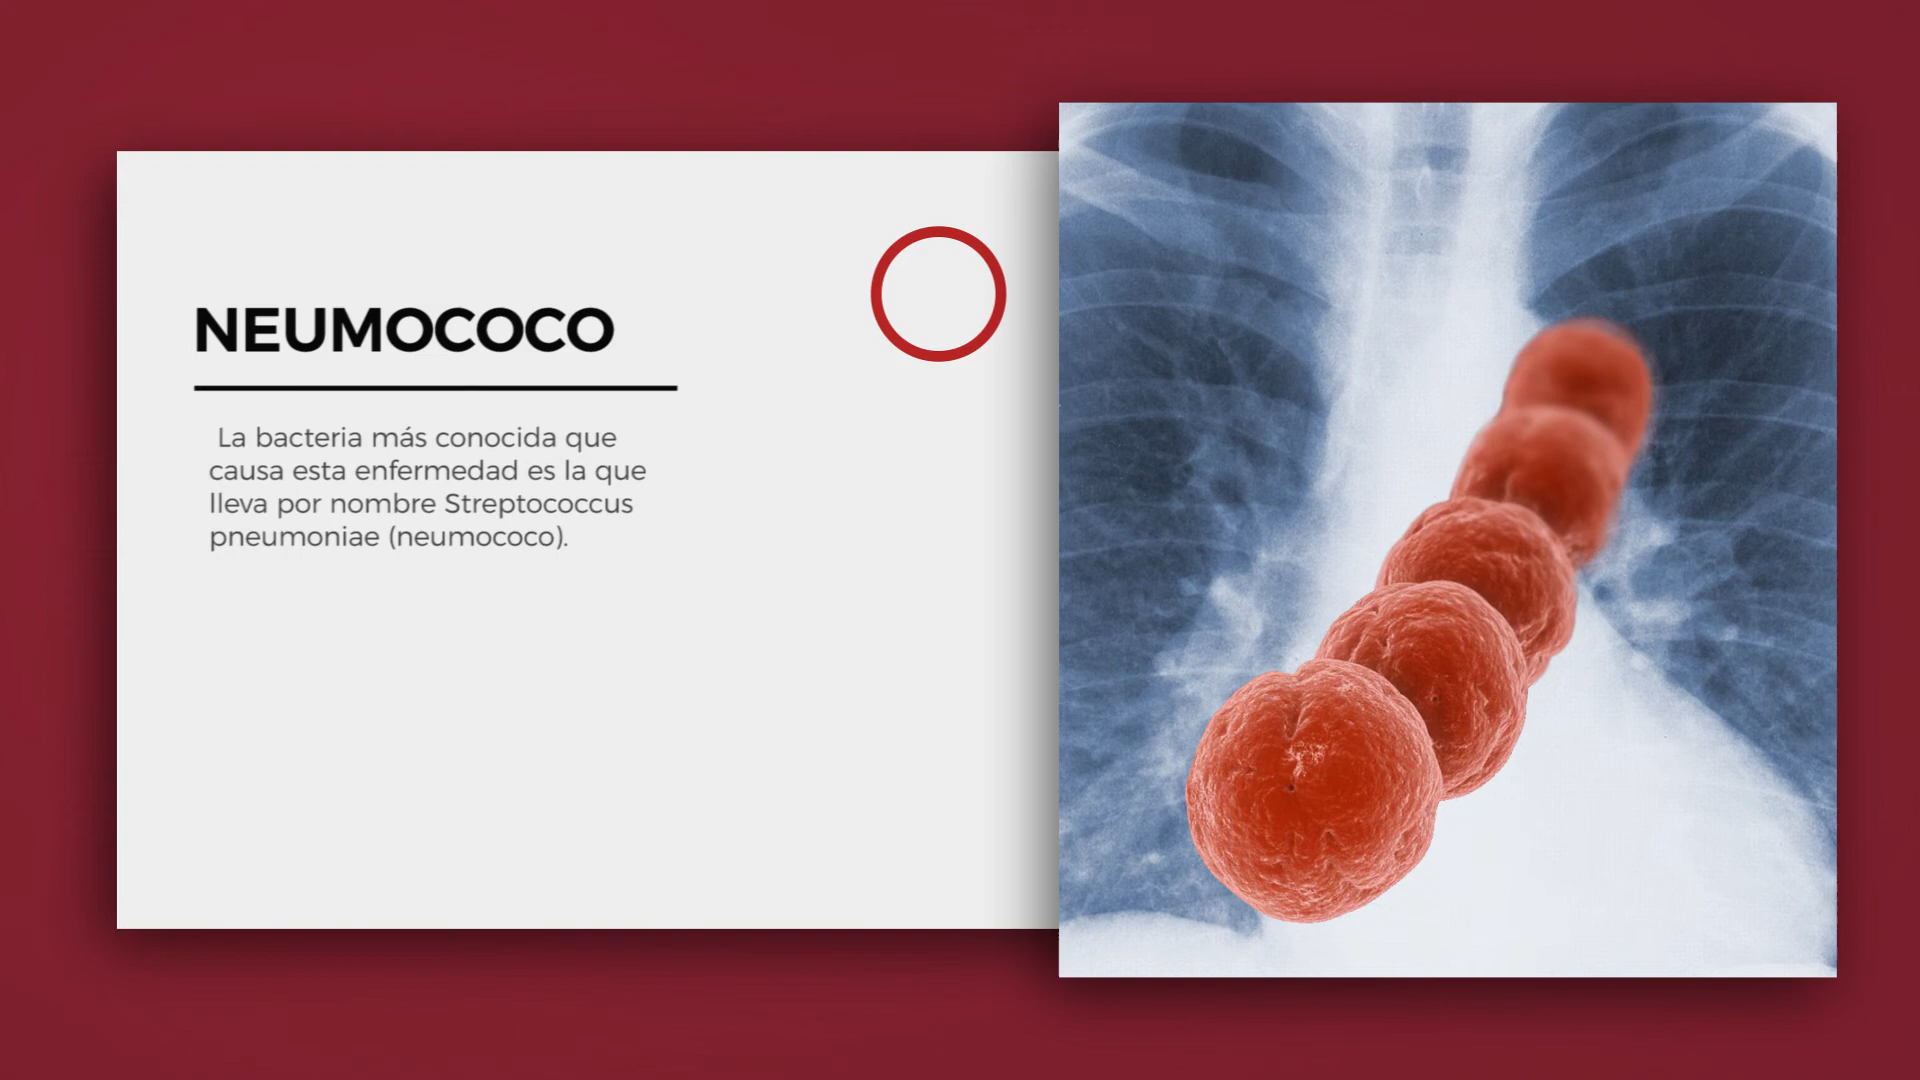 NEUMOCOCO
La bacteria más conocida que
causa esta enfermedad es la que
lleva por nombre Streptococcus
pneumoniae (neumococo).